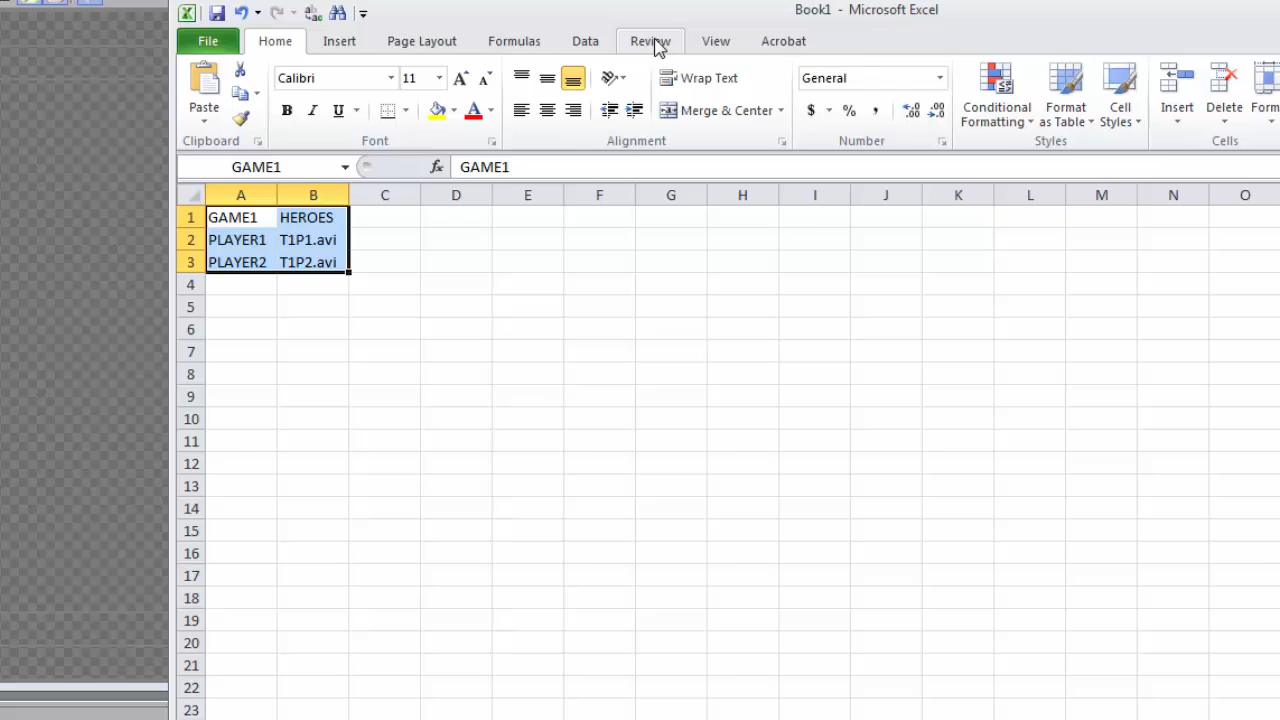 Book1 - Microsoft Excel
File Home Insert Page Layout Formulas Data Review View Acrobat
Paste Calibri 11 Wrap Text General Conditional Formatting Format as Table Cell Styles Insert Delete
B I U Merge & Center $ % ,
Clipboard Font Alignment Number Styles Cells
GAME1 fx GAME1
A B C D E F G H I J K L M N O
1 GAME1 HEROES
2 PLAYER1 T1P1.avi
3 PLAYER2 T1P2.avi
4
5
6
7
8
9
10
11
12
13
14
15
16
17
18
19
20
21
22
23